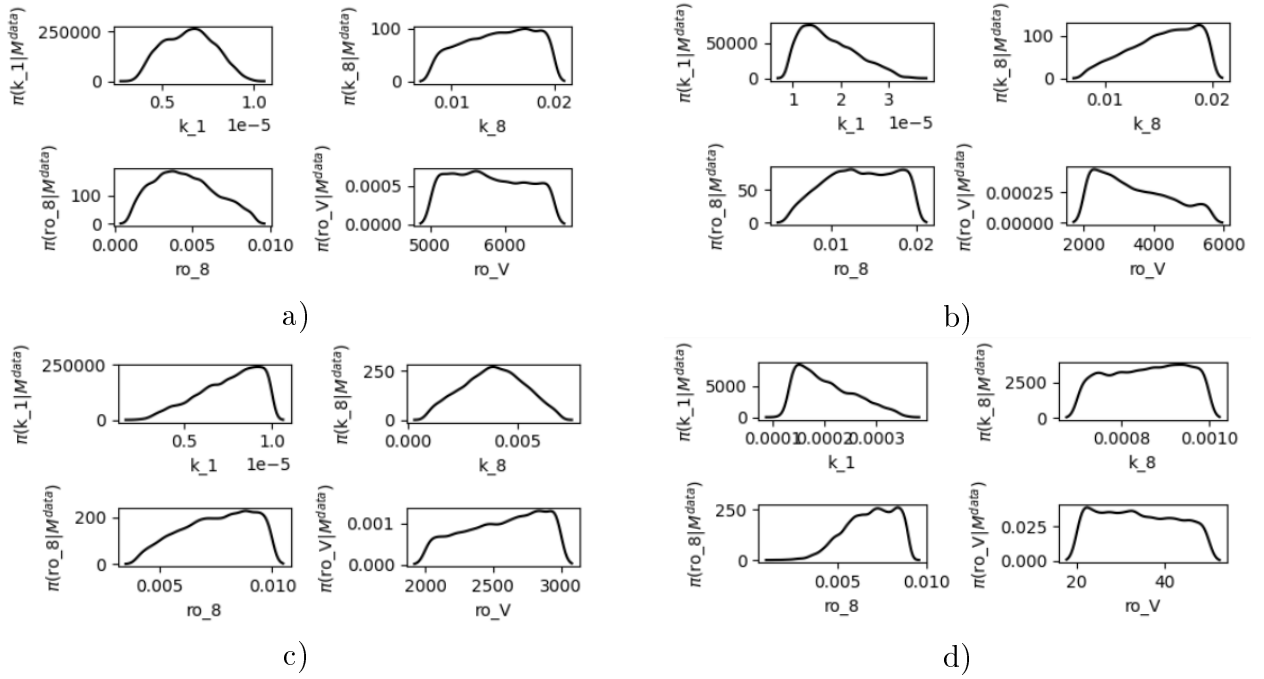 π(k_1|M^data)
250000
0
0.5
1.0
k_1
1e−5
π(k_8|M^data)
100
0
0.01
0.02
k_8
π(ro_8|M^data)
100
0
0.000
0.005
0.010
ro_8
π(ro_V|M^data)
0.0005
0.0000
5000
6000
ro_V
a)
π(k_1|M^data)
50000
0
1
2
3
k_1
1e−5
π(k_8|M^data)
100
0
0.01
0.02
k_8
π(ro_8|M^data)
50
0
0.01
0.02
ro_8
π(ro_V|M^data)
0.00025
0.00000
2000
4000
6000
ro_V
b)
π(k_1|M^data)
250000
0
0.5
1.0
k_1
1e−5
π(k_8|M^data)
250
0
0.000
0.005
k_8
π(ro_8|M^data)
200
0
0.005
0.010
ro_8
π(ro_V|M^data)
0.001
0.000
2000
2500
3000
ro_V
c)
π(k_1|M^data)
5000
0
0.0001
0.0002
0.0003
k_1
π(k_8|M^data)
2500
0
0.0008
0.0010
k_8
π(ro_8|M^data)
250
0
0.005
0.010
ro_8
π(ro_V|M^data)
0.025
0.000
20
40
ro_V
d)